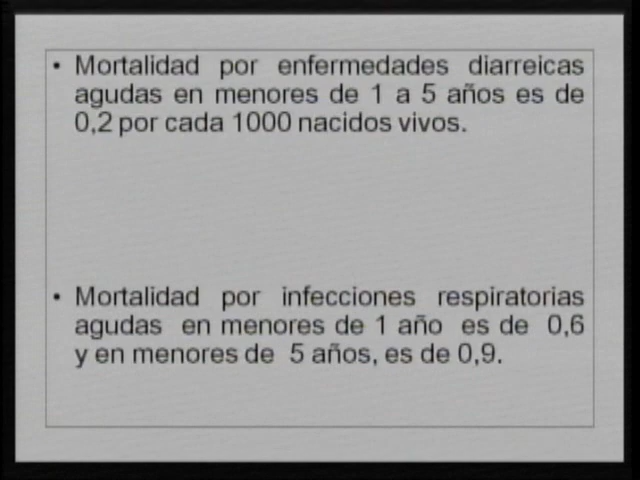 • Mortalidad por enfermedades diarreicas
agudas en menores de 1 a 5 años es de
0,2 por cada 1000 nacidos vivos.
• Mortalidad por infecciones respiratorias
agudas en menores de 1 año es de 0,6
y en menores de 5 años, es de 0,9.